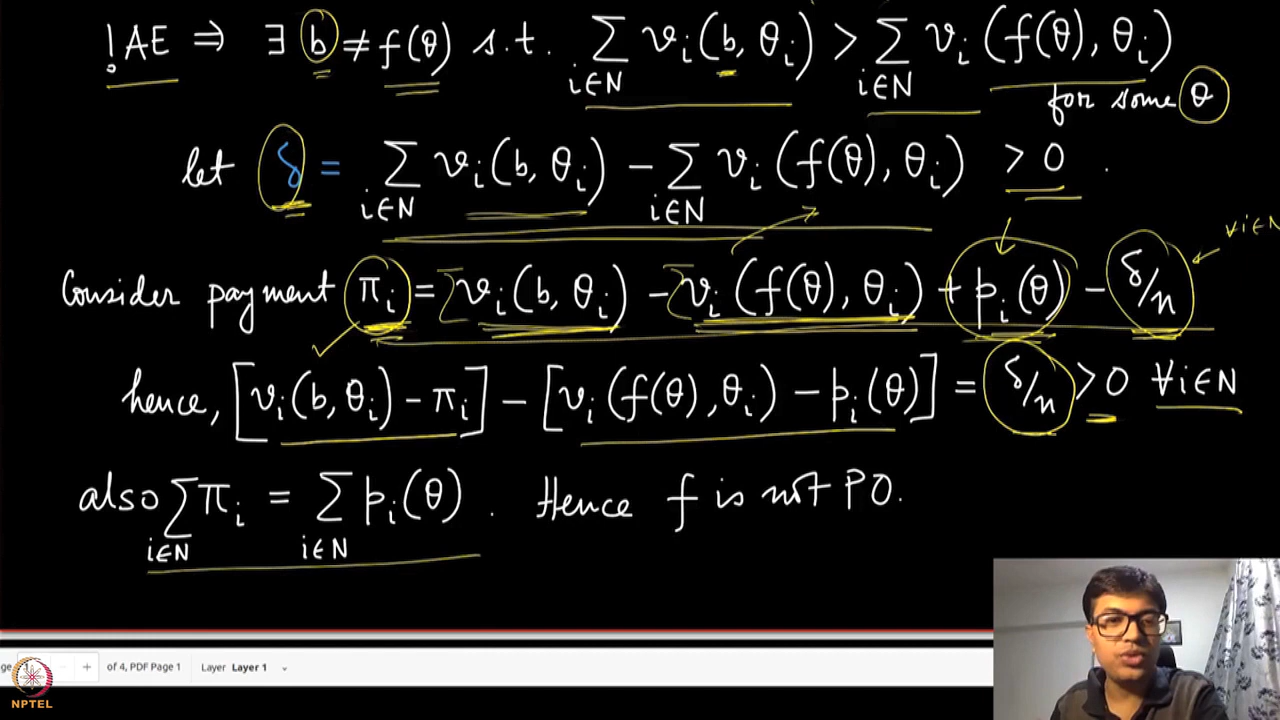 !AE ⇒ ∃ b ≠ f(θ) s.t. ∑_{i∈N} v_i(b, θ_i) > ∑_{i∈N} v_i(f(θ), θ_i)
for some θ
let δ = ∑_{i∈N} v_i(b, θ_i) − ∑_{i∈N} v_i(f(θ), θ_i) > 0 .
∀i∈N
Consider payment π_i = ∑ v_i(b, θ_i) − ∑ v_i(f(θ), θ_i) + p_i(θ) − δ/n
hence, [v_i(b, θ_i) − π_i] − [v_i(f(θ), θ_i) − p_i(θ)] = δ/n > 0 ∀i∈N
also ∑_{i∈N} π_i = ∑_{i∈N} p_i(θ) . Hence f is not PO.
age 1 + of 4, PDF Page 1 Layer Layer 1
NPTEL